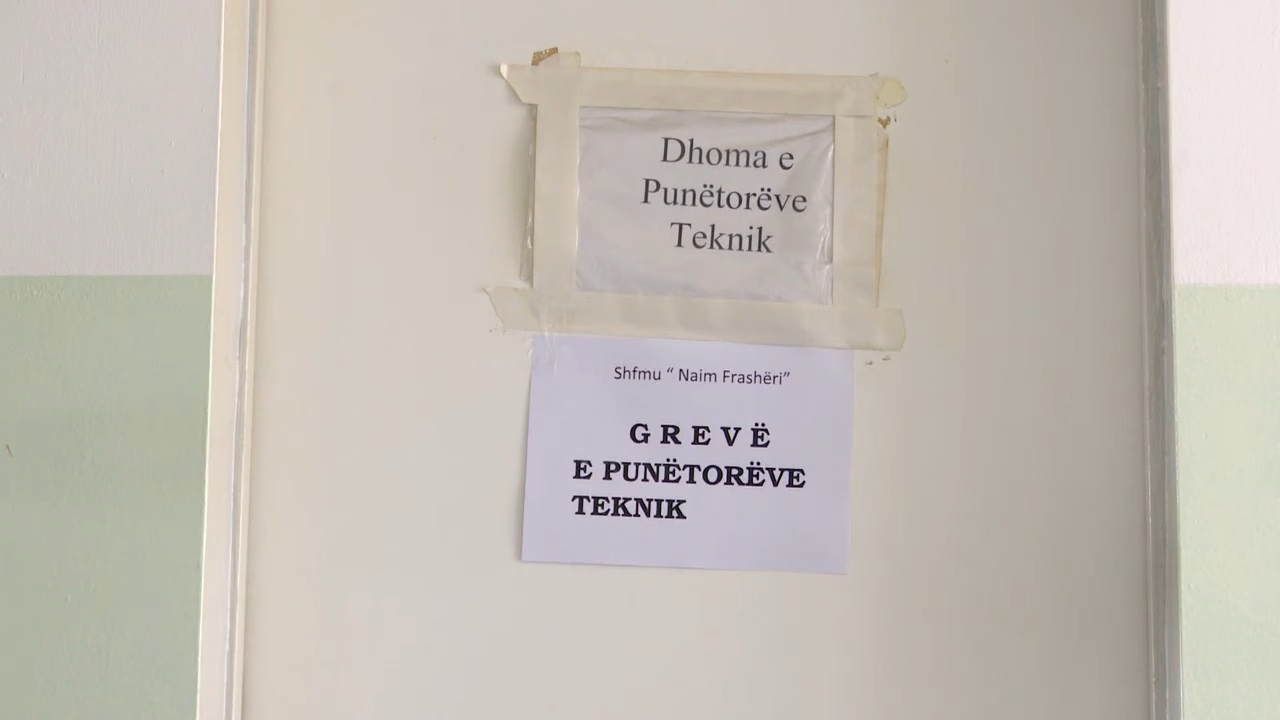 Dhoma e
Punëtorëve
Teknik
Shfmu “ Naim Frashëri”
G R E V Ë
E PUNËTORËVE
TEKNIK